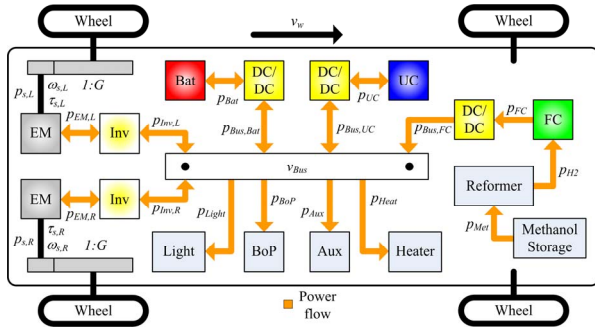 Wheel
v_w
Wheel
p_s,L
ω_s,L
τ_s,L
1:G
Bat
p_Bat
DC/
DC
DC/
DC
p_UC
UC
EM
p_EM,L
Inv
p_Inv,L
p_Bus,Bat
p_Bus,UC
p_Bus,FC
DC/
DC
p_FC
FC
v_Bus
p_H2
Reformer
EM
p_EM,R
Inv
p_Inv,R
p_Light
p_BoP
p_Aux
p_Heat
p_Met
Methanol
Storage
p_s,R
τ_s,R
ω_s,R
1:G
Light
BoP
Aux
Heater
Wheel
Power
flow
Wheel